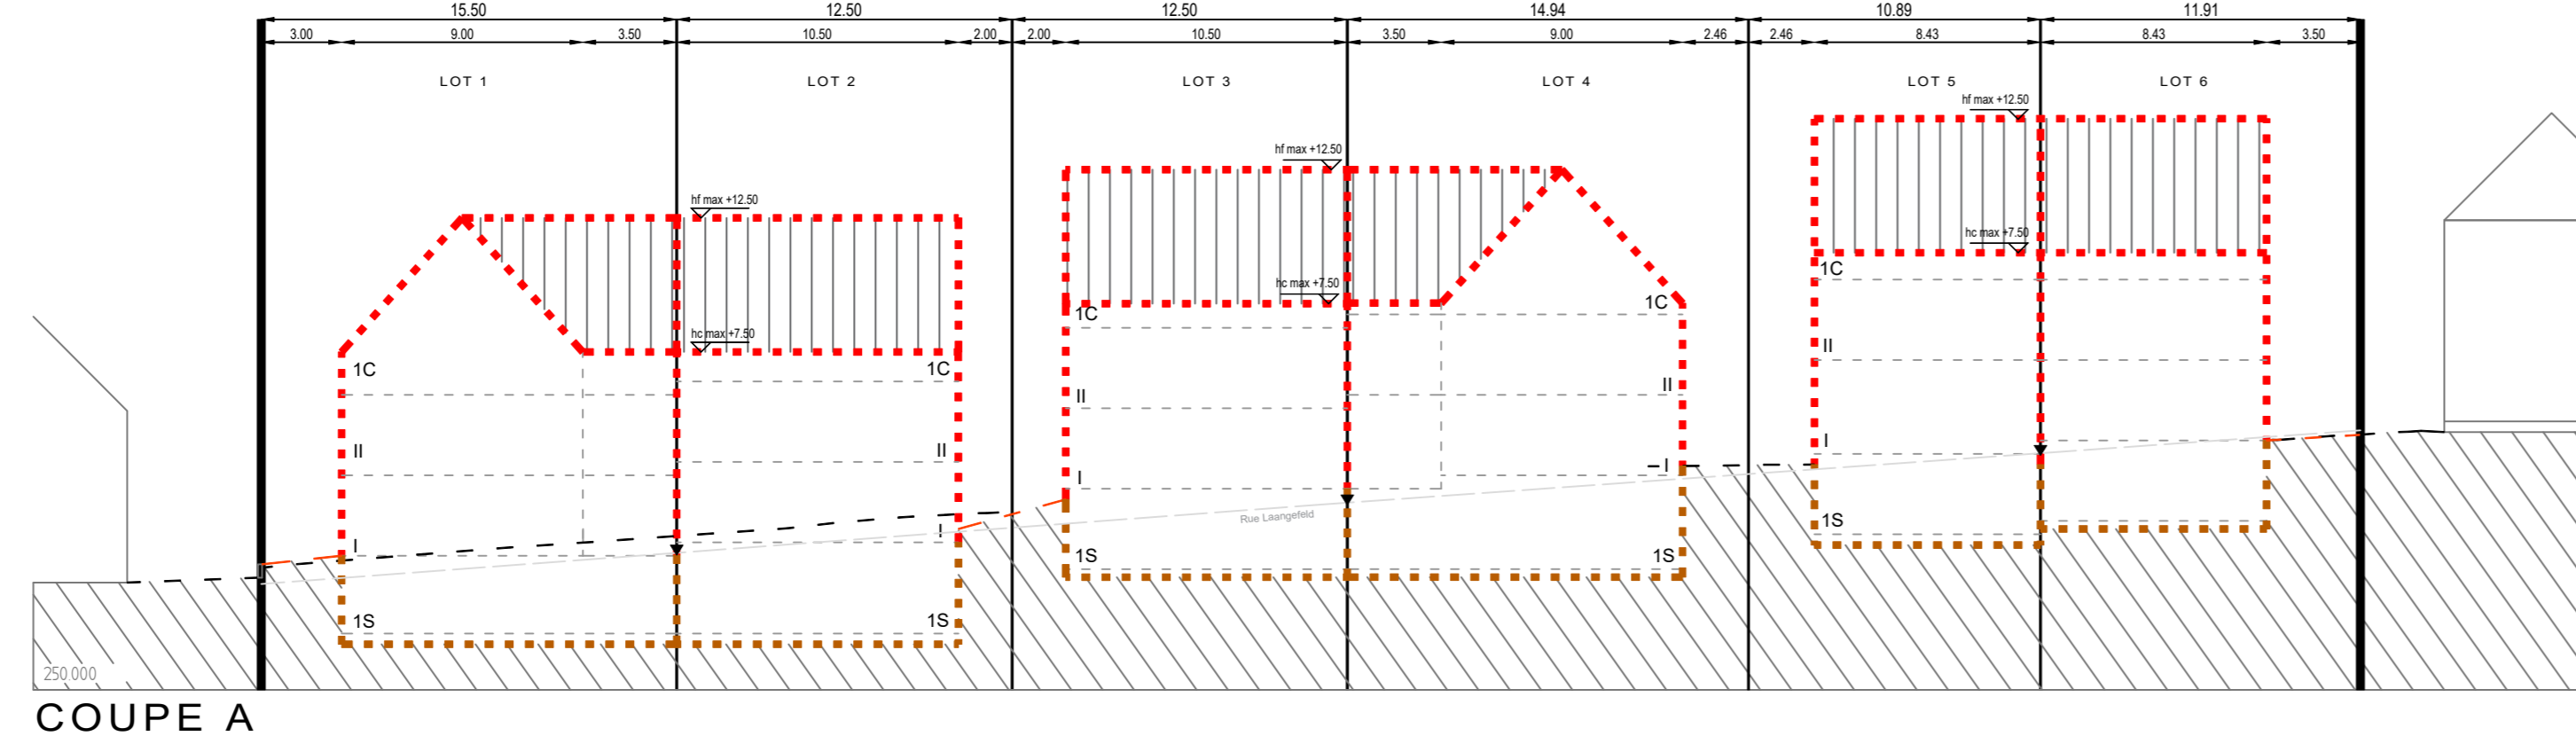 15.50 12.50 12.50 14.94 10.89 11.91
3.00 9.00 3.50 10.50 2.00 2.00 10.50 3.50 9.00 2.46 2.46 8.43 8.43 3.50
LOT 1 LOT 2 LOT 3 LOT 4 LOT 5 LOT 6
hf max +12.50
hf max +12.50
hf max +12.50
hc max +7.50
1C
hc max +7.50
1C 1C
hc max +7.50
II
1C 1C
II II
I
II II
I I
Rue Laangefeld
1S
I I
1S 1S
1S 1S
250.000
COUPE A